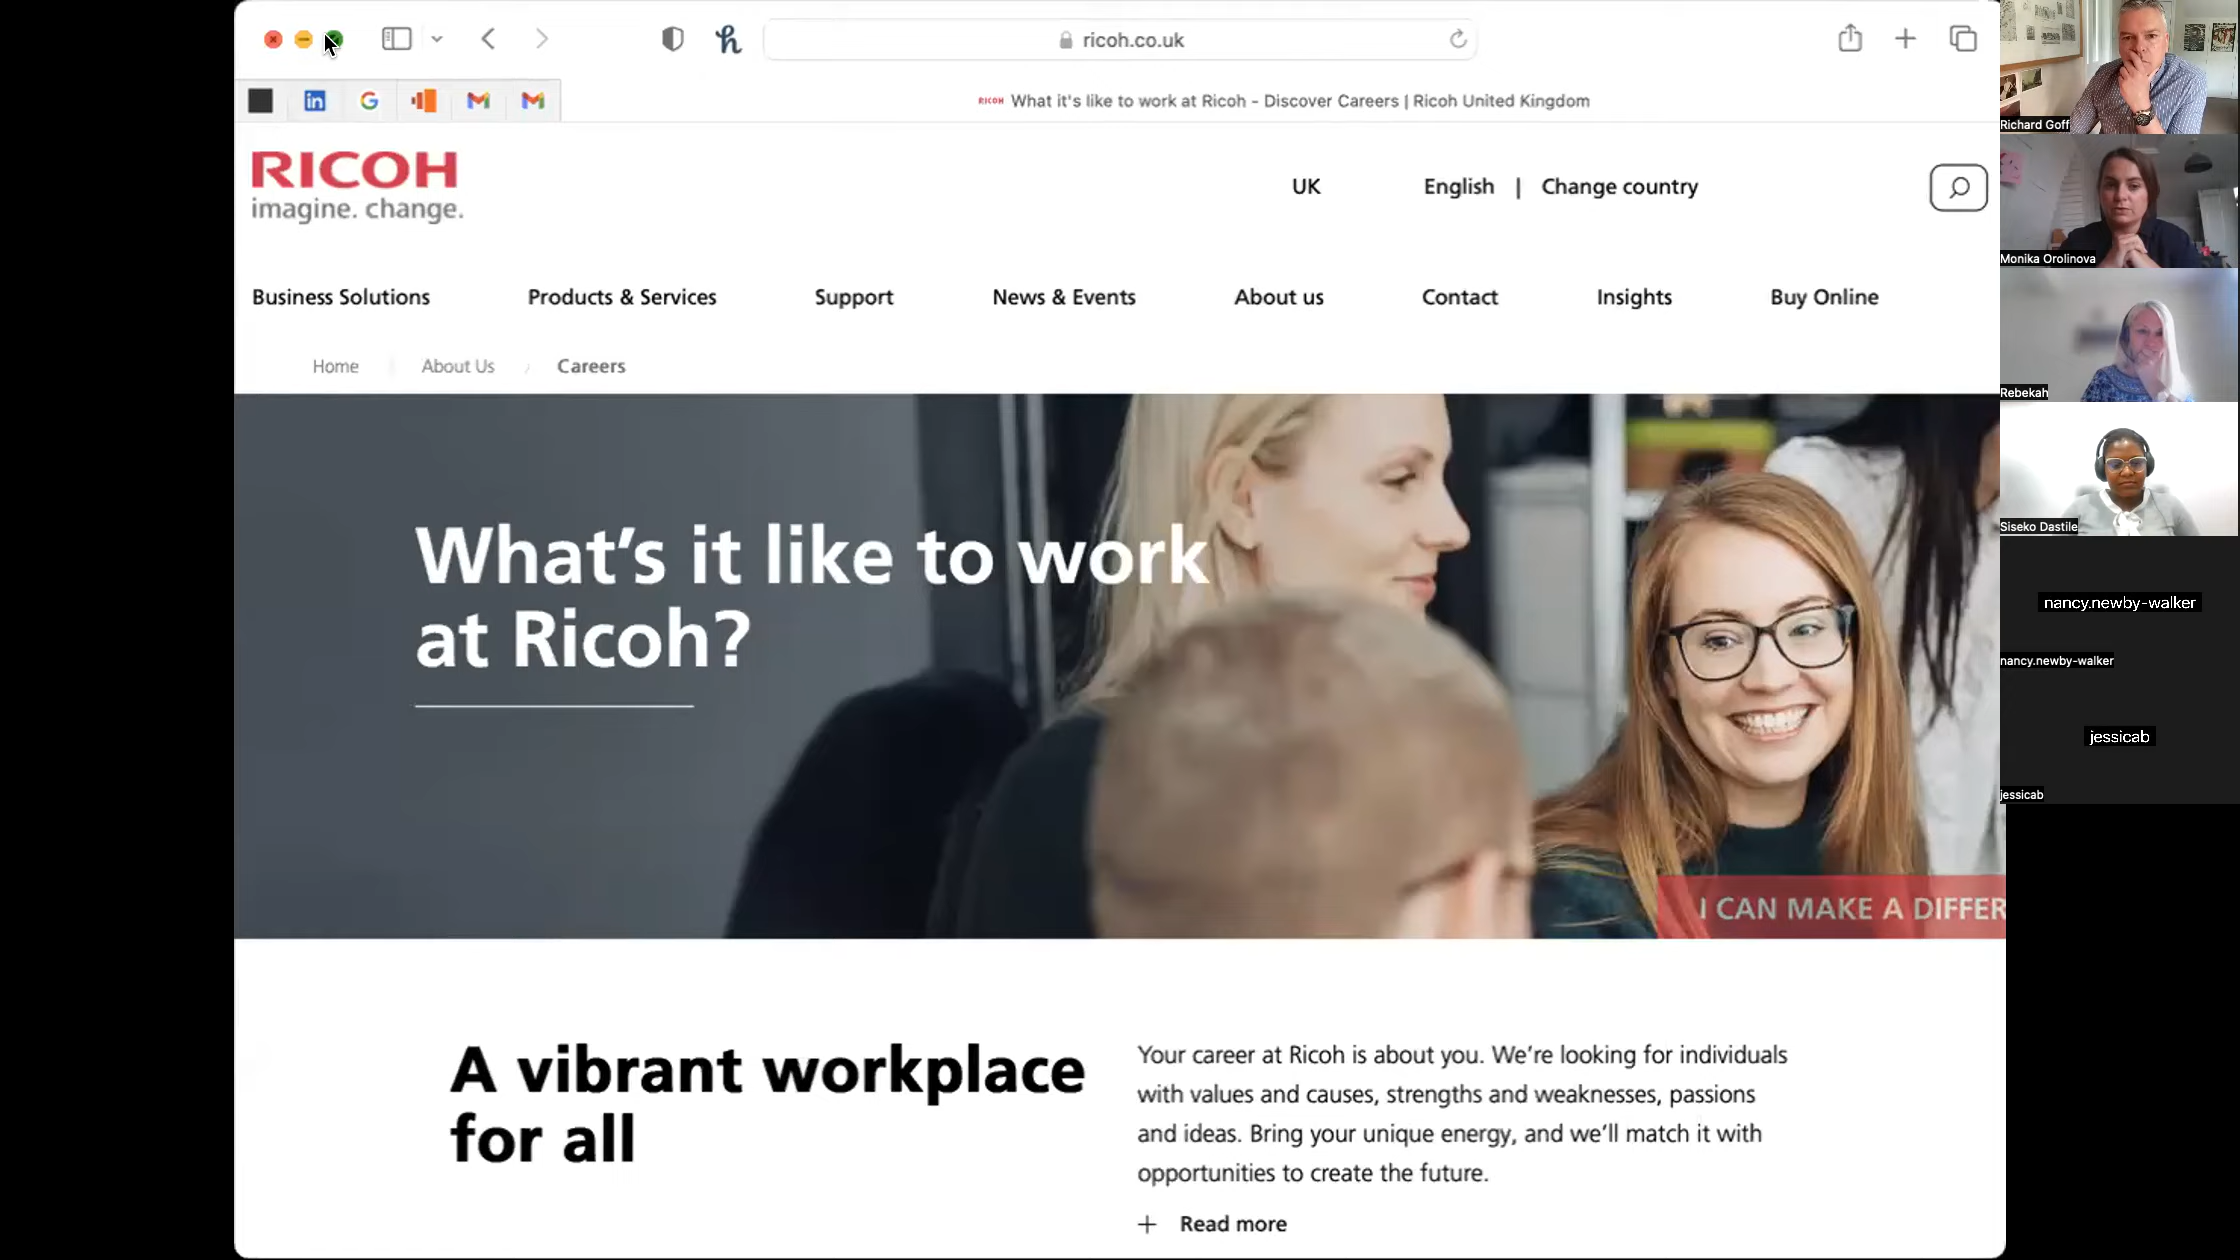 ricoh.co.uk
RICOH What it's like to work at Ricoh - Discover Careers | Ricoh United Kingdom
RICOH
imagine. change.
UK English | Change country
Business Solutions Products & Services Support News & Events About us Contact Insights Buy Online
Home About Us / Careers
What's it like to work
at Ricoh?
I CAN MAKE A DIFFER
A vibrant workplace
for all
Your career at Ricoh is about you. We're looking for individuals
with values and causes, strengths and weaknesses, passions
and ideas. Bring your unique energy, and we'll match it with
opportunities to create the future.
+ Read more
Richard Goff
Monika Orolinova
Rebekah
Siseko Dastile
nancy.newby-walker
nancy.newby-walker
jessicab
jessicab